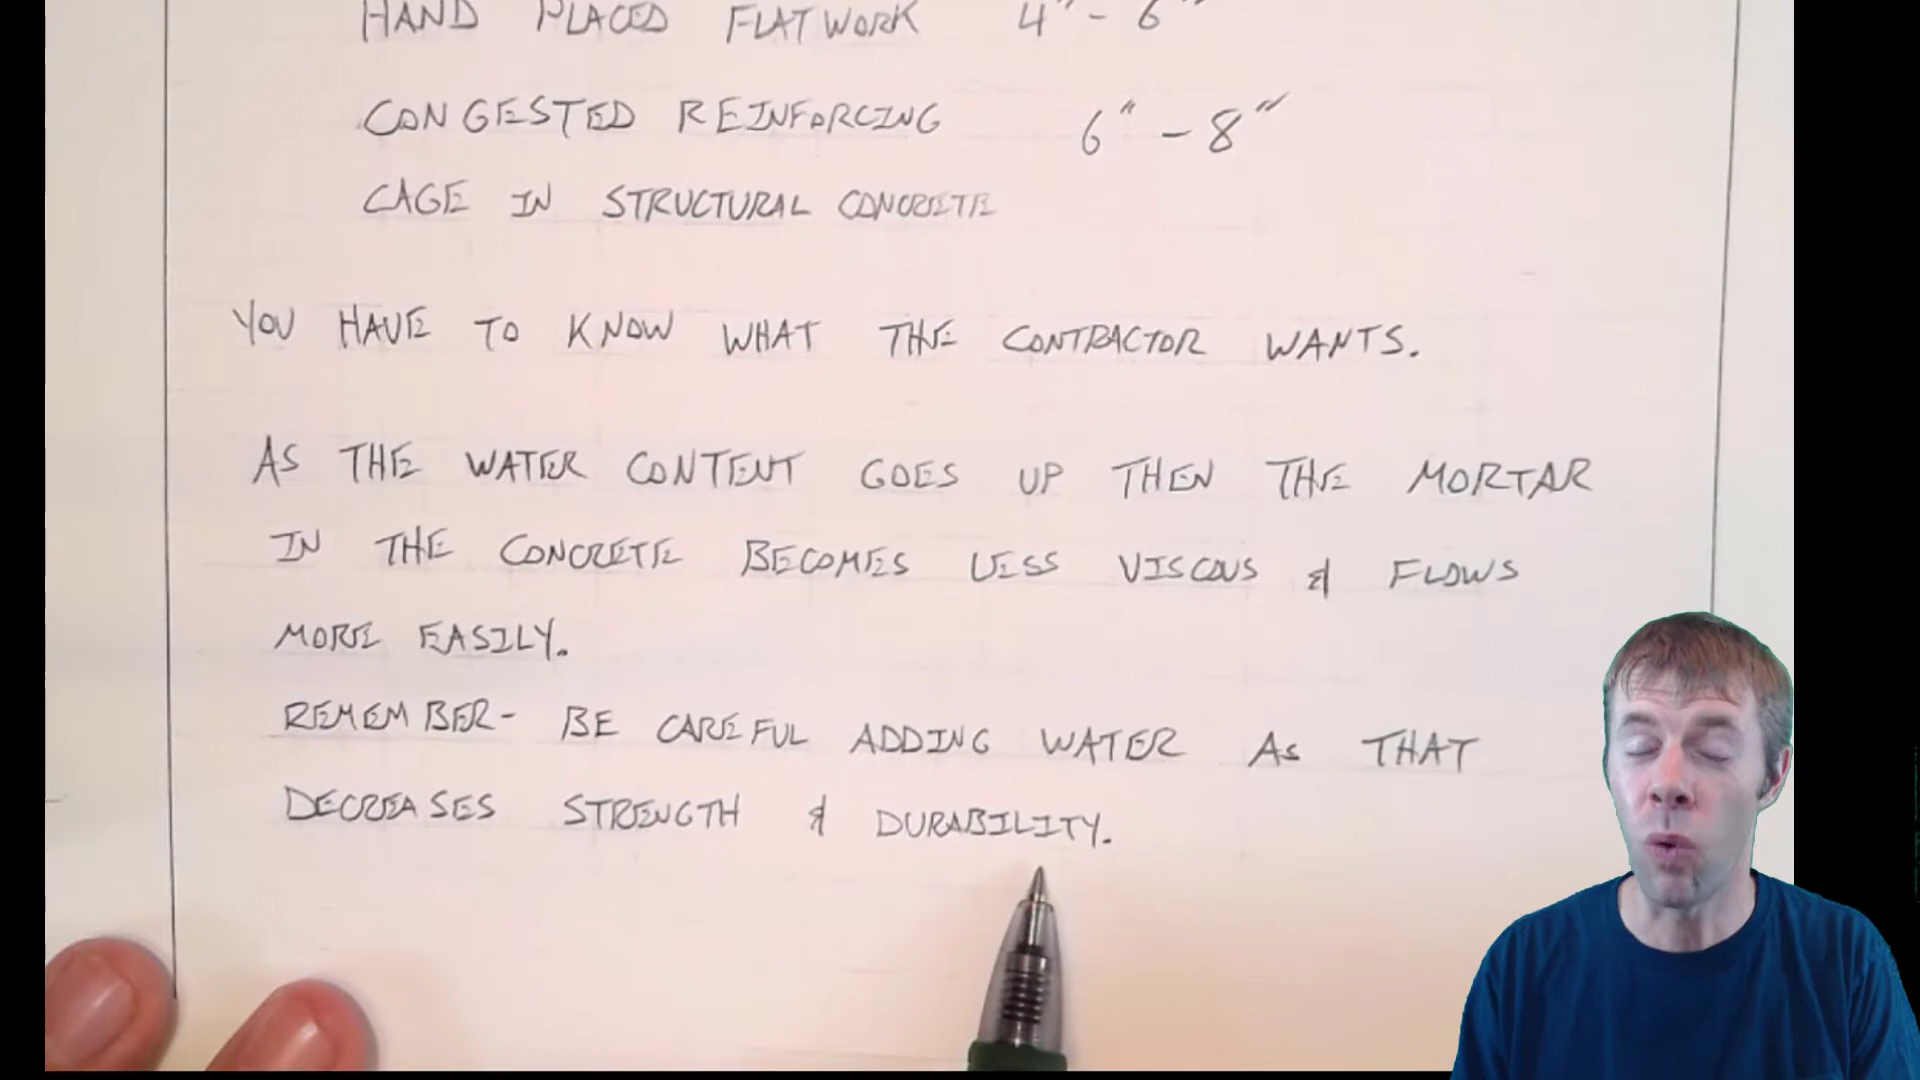 HAND PLACED FLATWORK 4" - 6"
CONGESTED REINFORCING 6" - 8"
CAGE IN STRUCTURAL CONCRETE
YOU HAVE TO KNOW WHAT THE CONTRACTOR WANTS.
AS THE WATER CONTENT GOES UP THEN THE MORTAR
IN THE CONCRETE BECOMES LESS VISCOUS & FLOWS
MORE EASILY.
REMEMBER- BE CAREFUL ADDING WATER AS THAT
DECREASES STRENGTH & DURABILITY.